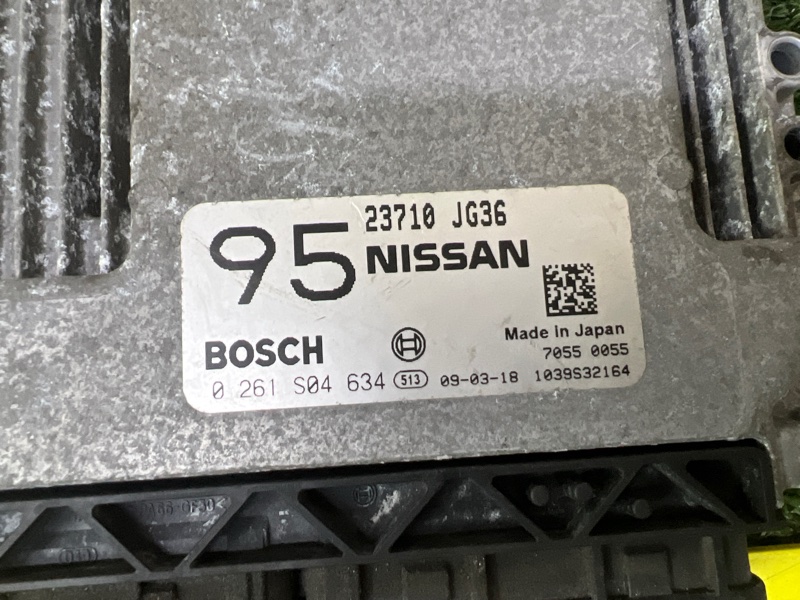 95
23710 JG36
NISSAN
Made in Japan
BOSCH
7055 0055
0 261 S04 634 513 09-03-18 1039S32164